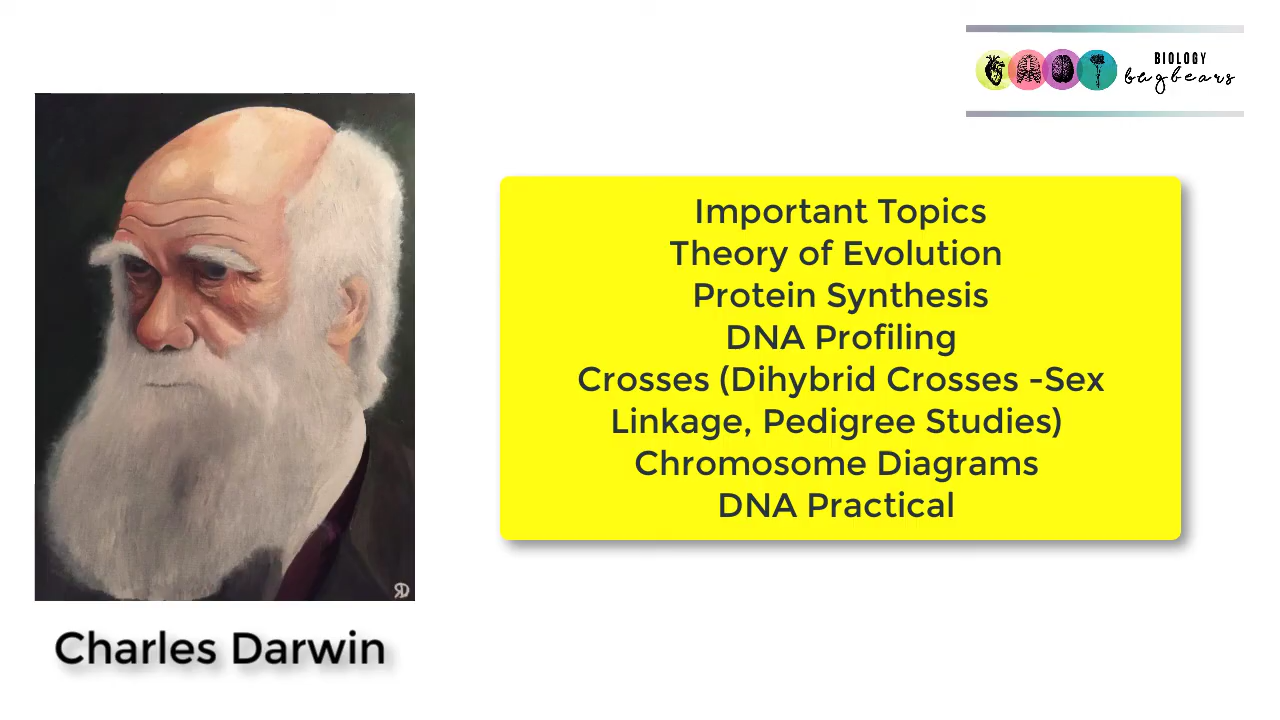 BIOLOGY
bugbears
Important Topics
Theory of Evolution
Protein Synthesis
DNA Profiling
Crosses (Dihybrid Crosses -Sex
Linkage, Pedigree Studies)
Chromosome Diagrams
DNA Practical
RD
Charles Darwin